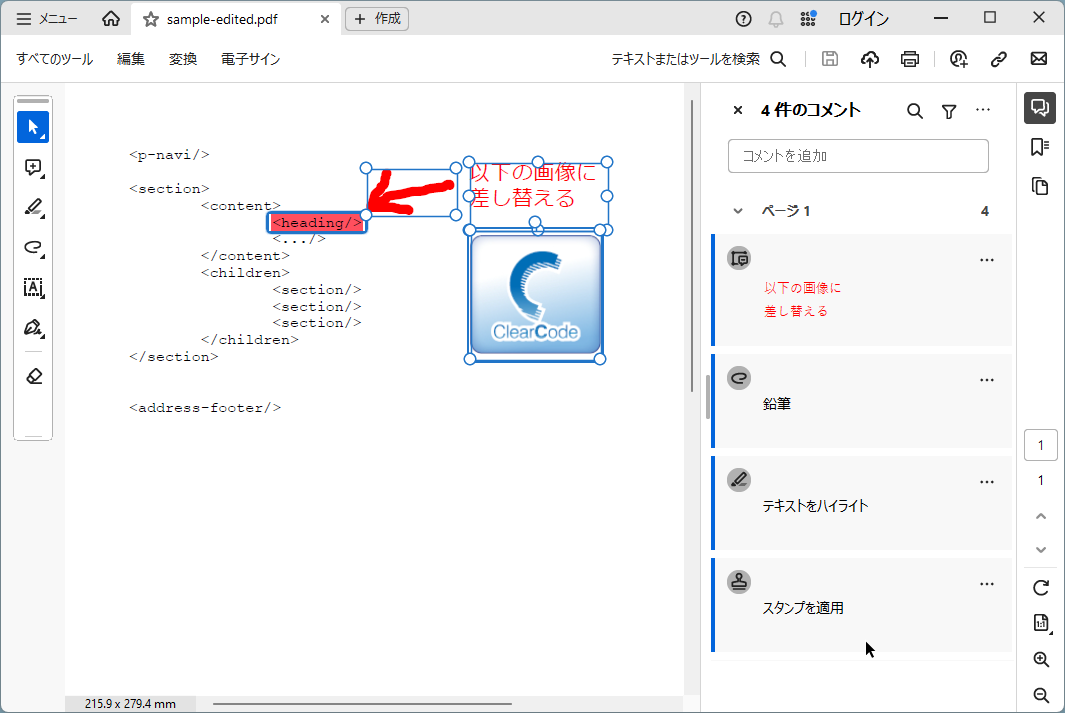 メニュー
sample-edited.pdf
作成
ログイン
すべてのツール
編集
変換
電子サイン
テキストまたはツールを検索
<p-navi/>
<section>
<content>
<heading/>
<.../>
</content>
<children>
<section/>
<section/>
<section/>
</children>
</section>
<address-footer/>
以下の画像に
差し替える
ClearCode
215.9 x 279.4 mm
4 件のコメント
コメントを追加
ページ 1
4
以下の画像に
差し替える
鉛筆
テキストをハイライト
スタンプを適用
1
1
1:1